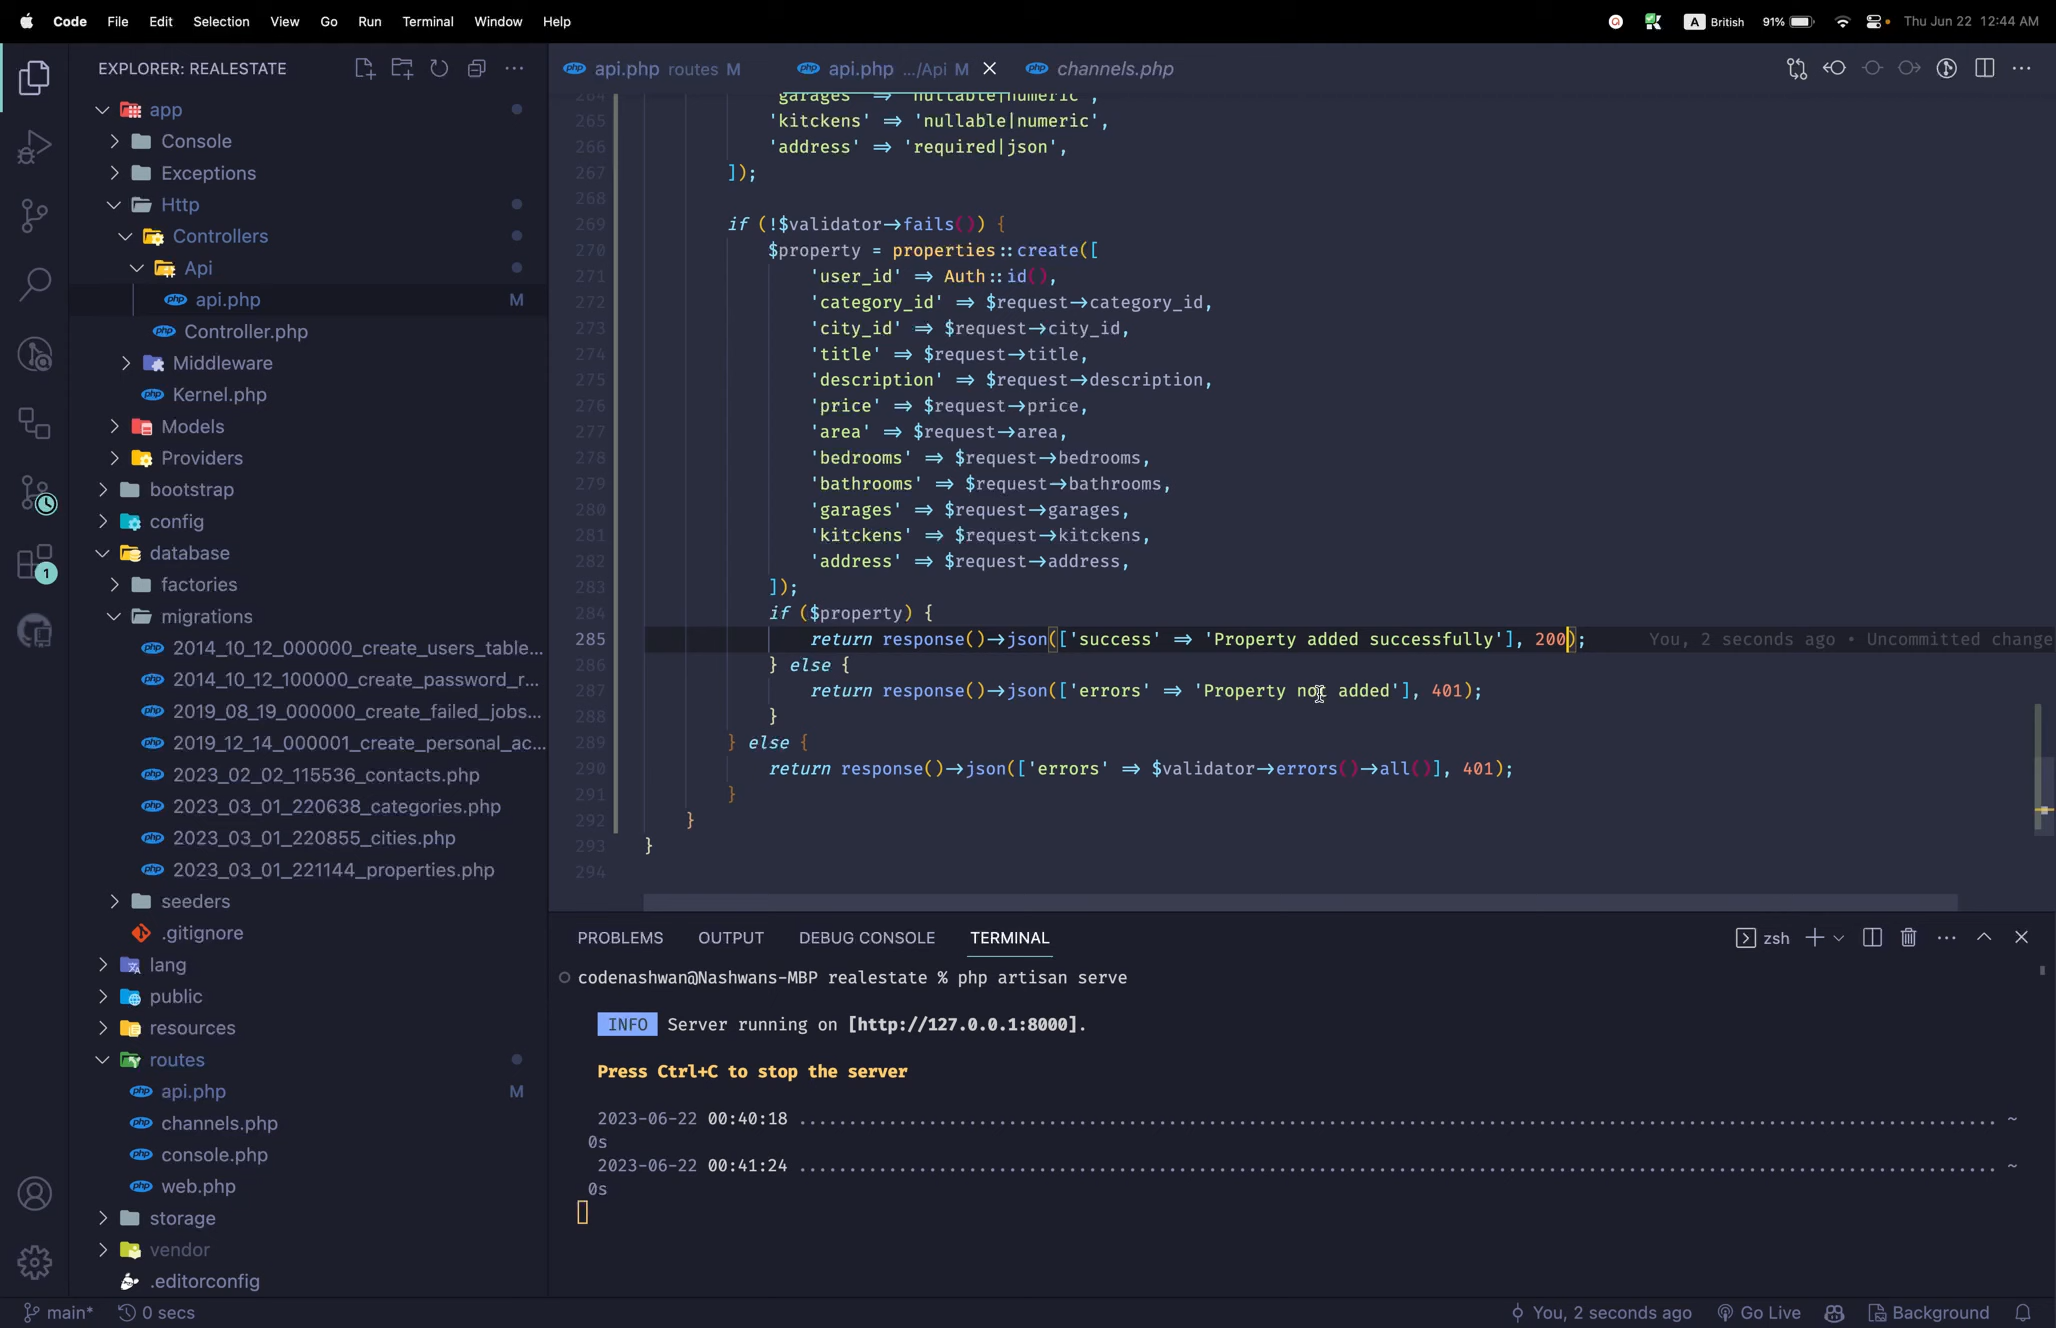 Code File Edit Selection View Go Run Terminal Window Help
A British 91% Thu Jun 22 12:44 AM
EXPLORER: REALESTATE
app
Console
Exceptions
Http
Controllers
Api
api.php M
Controller.php
Middleware
Kernel.php
Models
Providers
bootstrap
config
database
factories
migrations
2014_10_12_000000_create_users_table...
2014_10_12_100000_create_password_r...
2019_08_19_000000_create_failed_jobs...
2019_12_14_000001_create_personal_ac...
2023_02_02_115536_contacts.php
2023_03_01_220638_categories.php
2023_03_01_220855_cities.php
2023_03_01_221144_properties.php
seeders
.gitignore
lang
public
resources
routes
api.php M
channels.php
console.php
web.php
storage
vendor
.editorconfig
1
api.php routes M
api.php .../Api M
channels.php
264 'garages' => 'nullable|numeric',
265 'kitckens' => 'nullable|numeric',
266 'address' => 'required|json',
267 ]);
268
269 if (!$validator->fails()) {
270 $property = properties::create([
271 'user_id' => Auth::id(),
272 'category_id' => $request->category_id,
273 'city_id' => $request->city_id,
274 'title' => $request->title,
275 'description' => $request->description,
276 'price' => $request->price,
277 'area' => $request->area,
278 'bedrooms' => $request->bedrooms,
279 'bathrooms' => $request->bathrooms,
280 'garages' => $request->garages,
281 'kitckens' => $request->kitckens,
282 'address' => $request->address,
283 ]);
284 if ($property) {
285 return response()->json(['success' => 'Property added successfully'], 200); You, 2 seconds ago • Uncommitted change
286 } else {
287 return response()->json(['errors' => 'Property not added'], 401);
288 }
289 } else {
290 return response()->json(['errors' => $validator->errors()->all()], 401);
291 }
292 }
293 }
294
PROBLEMS OUTPUT DEBUG CONSOLE TERMINAL
zsh
codenashwan@Nashwans-MBP realestate % php artisan serve
INFO Server running on [http://127.0.0.1:8000].
Press Ctrl+C to stop the server
2023-06-22 00:40:18 ........................................................................................................................ ~
0s
2023-06-22 00:41:24 ........................................................................................................................ ~
0s
main* 0 secs
You, 2 seconds ago Go Live Background